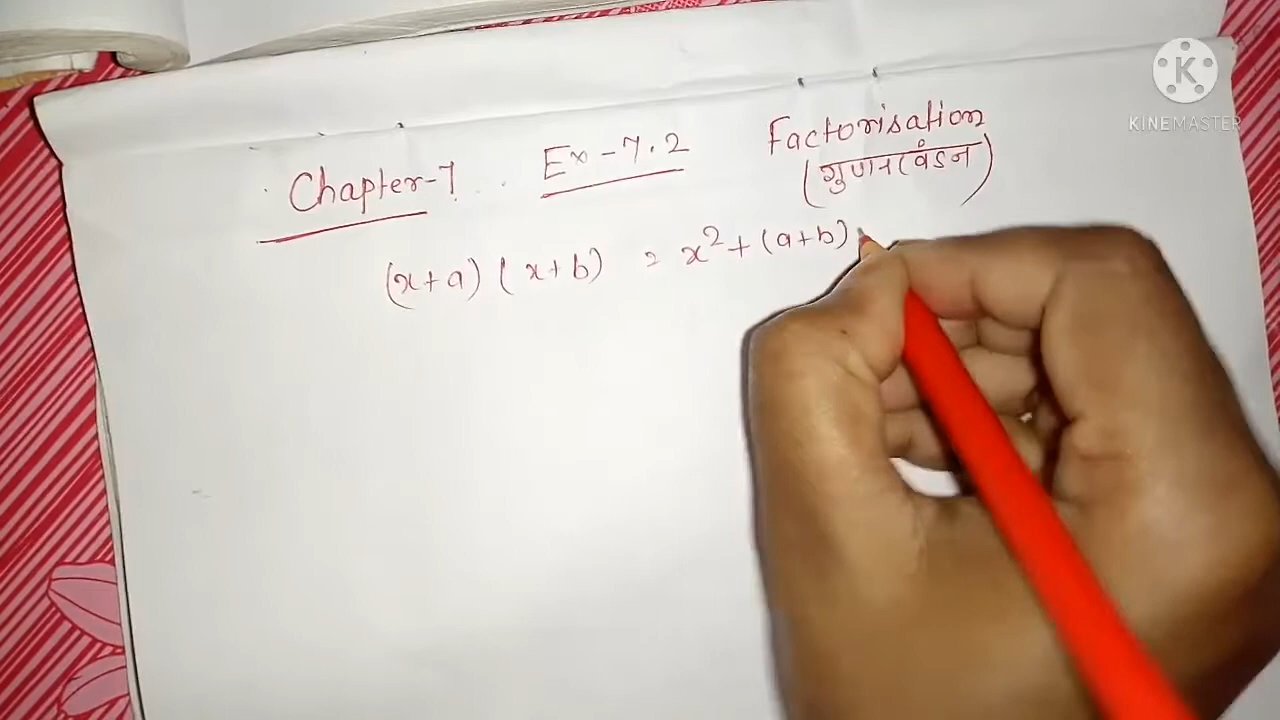 Chapter-7 Ex-7.2 Factorisation
(गुणनखंडन)
(x+a) (x+b) = x² + (a+b)
K
KINEMASTER